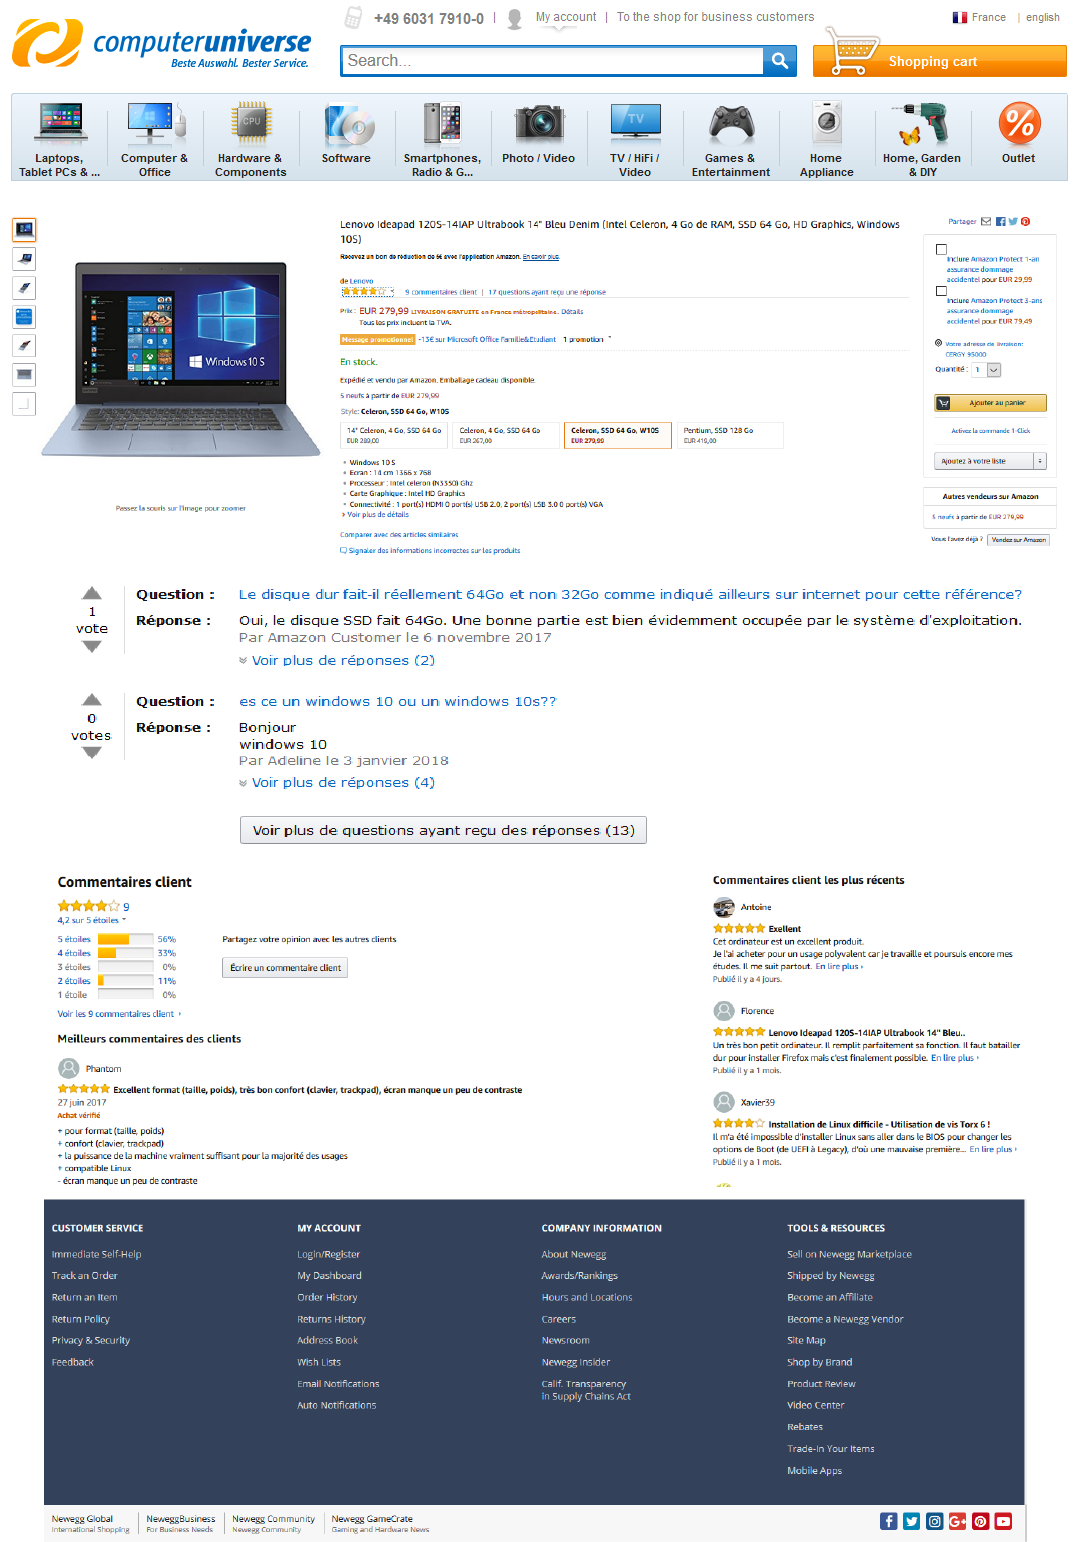 +49 6031 7910-0 | My account | To the shop for business customers
France | english
computeruniverse
Beste Auswahl. Bester Service.
Search...
Shopping cart
Laptops, Tablet PCs & ...
Computer & Office
Hardware & Components
Software
Smartphones, Radio & G...
Photo / Video
TV / HiFi / Video
Games & Entertainment
Home Appliance
Home, Garden & DIY
Outlet
CPU
TV
Windows 10 S
Passez la souris sur l'image pour zoomer
Lenovo Ideapad 120S-14IAP Ultrabook 14" Bleu Denim (Intel Celeron, 4 Go de RAM, SSD 64 Go, HD Graphics, Windows
10S)
Recevez un bon de réduction de 5€ avec l'application Amazon. En savoir plus.
de Lenovo
9 commentaires client | 17 questions ayant reçu une réponse
Prix : EUR 279,99 LIVRAISON GRATUITE en France métropolitaine. Détails
Tous les prix incluent la TVA.
Message promotionnel -13€ sur Microsoft Office Famille&Etudiant 1 promotion
En stock.
Expédié et vendu par Amazon. Emballage cadeau disponible.
5 neufs à partir de EUR 279,99
Style: Celeron, SSD 64 Go, W10S
14" Celeron, 4 Go, SSD 64 Go
EUR 289,00
Celeron, 4 Go, SSD 64 Go
EUR 267,00
Celeron, SSD 64 Go, W10S
EUR 279,99
Pentium, SSD 128 Go
EUR 419,00
Windows 10 S
Ecran : 14 cm 1366 x 768
Processeur : Intel celeron (N3350) Ghz
Carte Graphique : Intel HD Graphics
Connectivité : 1 port(s) HDMI 0 port(s) USB 2.0, 2 port(s) USB 3.0 0 port(s) VGA
Voir plus de détails
Comparer avec des articles similaires
Signaler des informations incorrectes sur les produits
Partager
Inclure Amazon Protect 1-an
assurance dommage
accidentel pour EUR 29,99
Inclure Amazon Protect 3-ans
assurance dommage
accidentel pour EUR 79,49
Votre adresse de livraison:
CERGY 95000
Quantité : 1
Ajouter au panier
Activez la commande 1-Click
Ajoutez à votre liste
Autres vendeurs sur Amazon
5 neufs à partir de EUR 279,99
Vous l'avez déjà ? Vendez sur Amazon
1
vote
Question : Le disque dur fait-il réellement 64Go et non 32Go comme indiqué ailleurs sur internet pour cette référence?
Réponse : Oui, le disque SSD fait 64Go. Une bonne partie est bien évidemment occupée par le système d'exploitation.
Par Amazon Customer le 6 novembre 2017
Voir plus de réponses (2)
0
votes
Question : es ce un windows 10 ou un windows 10s??
Réponse : Bonjour
windows 10
Par Adeline le 3 janvier 2018
Voir plus de réponses (4)
Voir plus de questions ayant reçu des réponses (13)
Commentaires client
9
4,2 sur 5 étoiles
5 étoiles 56%
4 étoiles 33%
3 étoiles 0%
2 étoiles 11%
1 étoile 0%
Voir les 9 commentaires client
Partagez votre opinion avec les autres clients
Écrire un commentaire client
Meilleurs commentaires des clients
Phantom
Excellent format (taille, poids), très bon confort (clavier, trackpad), écran manque un peu de contraste
27 juin 2017
Achat vérifié
+ pour format (taille, poids)
+ confort (clavier, trackpad)
+ la puissance de la machine vraiment suffisant pour la majorité des usages
+ compatible Linux
- écran manque un peu de contraste
Commentaires client les plus récents
Antoine
Exellent
Cet ordinateur est un excellent produit.
Je l'ai acheter pour un usage polyvalent car je travaille et poursuis encore mes
études. Il me suit partout. En lire plus
Publié il y a 4 jours.
Florence
Lenovo Ideapad 120S-14IAP Ultrabook 14" Bleu..
Un très bon petit ordinateur. Il remplit parfaitement sa fonction. Il faut batailler
dur pour installer Firefox mais c'est finalement possible. En lire plus
Publié il y a 1 mois.
Xavier39
Installation de Linux difficile - Utilisation de vis Torx 6 !
Il m'a été impossible d'installer Linux sans aller dans le BIOS pour changer les
options de Boot (de UEFI à Legacy), d'où une mauvaise première... En lire plus
Publié il y a 1 mois.
CUSTOMER SERVICE
Immediate Self-Help
Track an Order
Return an Item
Return Policy
Privacy & Security
Feedback
MY ACCOUNT
Login/Register
My Dashboard
Order History
Returns History
Address Book
Wish Lists
Email Notifications
Auto Notifications
COMPANY INFORMATION
About Newegg
Awards/Rankings
Hours and Locations
Careers
Newsroom
Newegg Insider
Calif. Transparency
in Supply Chains Act
TOOLS & RESOURCES
Sell on Newegg Marketplace
Shipped by Newegg
Become an Affiliate
Become a Newegg Vendor
Site Map
Shop by Brand
Product Review
Video Center
Rebates
Trade-In Your Items
Mobile Apps
Newegg Global
International Shopping
NeweggBusiness
For Business Needs
Newegg Community
Newegg Community
Newegg GameCrate
Gaming and Hardware News